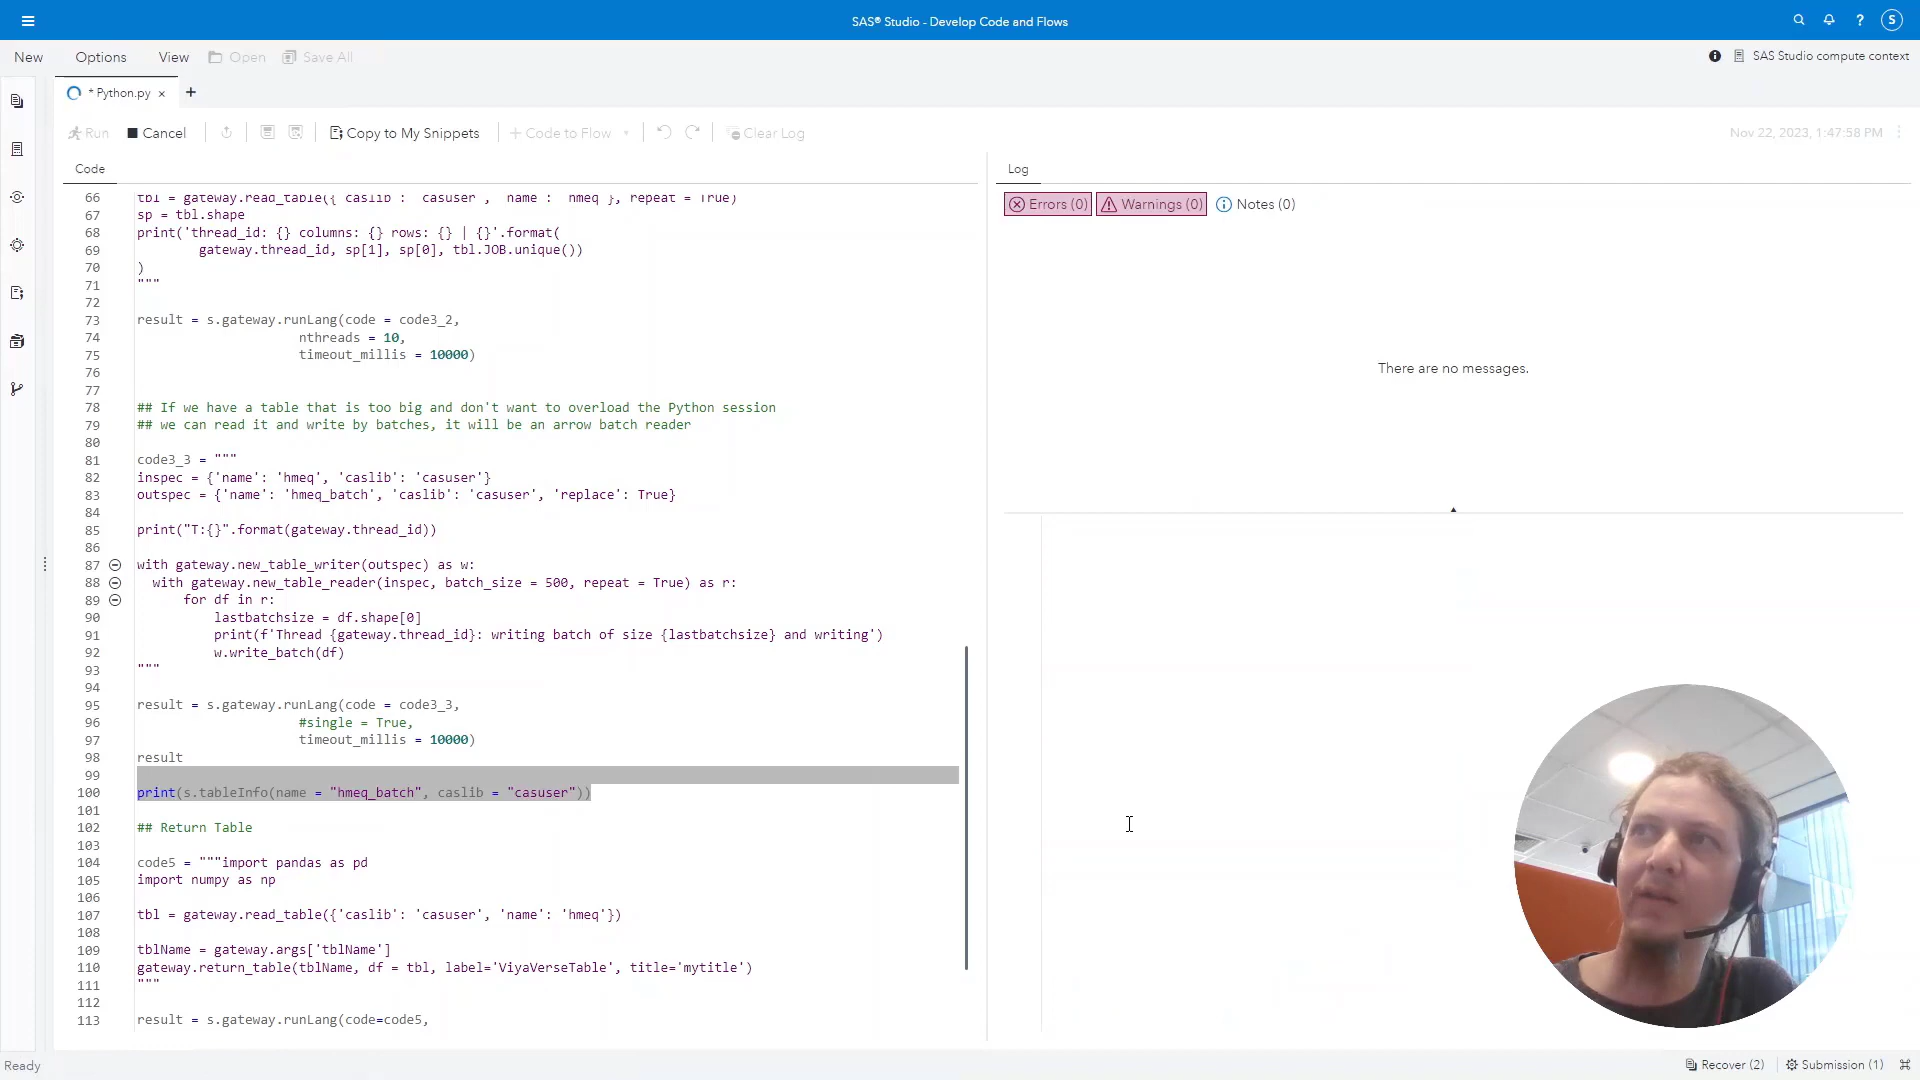 SAS® Studio - Develop Code and Flows
S
New Options View Open Save All
SAS Studio compute context
* Python.py × +
Run Cancel Copy to My Snippets + Code to Flow Clear Log
Nov 22, 2023, 1:47:58 PM
Code
66 tbl = gateway.read_table({ caslib : casuser , name : hmeq }, repeat = True)
67 sp = tbl.shape
68 print('thread_id: {} columns: {} rows: {} | {}'.format(
69 gateway.thread_id, sp[1], sp[0], tbl.JOB.unique())
70 )
71 """
72
73 result = s.gateway.runLang(code = code3_2,
74 nthreads = 10,
75 timeout_millis = 10000)
76
77
78 ## If we have a table that is too big and don't want to overload the Python session
79 ## we can read it and write by batches, it will be an arrow batch reader
80
81 code3_3 = """
82 inspec = {'name': 'hmeq', 'caslib': 'casuser'}
83 outspec = {'name': 'hmeq_batch', 'caslib': 'casuser', 'replace': True}
84
85 print("T:{}".format(gateway.thread_id))
86
87 with gateway.new_table_writer(outspec) as w:
88 with gateway.new_table_reader(inspec, batch_size = 500, repeat = True) as r:
89 for df in r:
90 lastbatchsize = df.shape[0]
91 print(f'Thread {gateway.thread_id}: writing batch of size {lastbatchsize} and writing')
92 w.write_batch(df)
93 """
94
95 result = s.gateway.runLang(code = code3_3,
96 #single = True,
97 timeout_millis = 10000)
98 result
99
100 print(s.tableInfo(name = "hmeq_batch", caslib = "casuser"))
101
102 ## Return Table
103
104 code5 = """import pandas as pd
105 import numpy as np
106
107 tbl = gateway.read_table({'caslib': 'casuser', 'name': 'hmeq'})
108
109 tblName = gateway.args['tblName']
110 gateway.return_table(tblName, df = tbl, label='ViyaVerseTable', title='mytitle')
111 """
112
113 result = s.gateway.runLang(code=code5,
Log
Errors (0) Warnings (0) Notes (0)
There are no messages.
Ready
Recover (2) Submission (1)